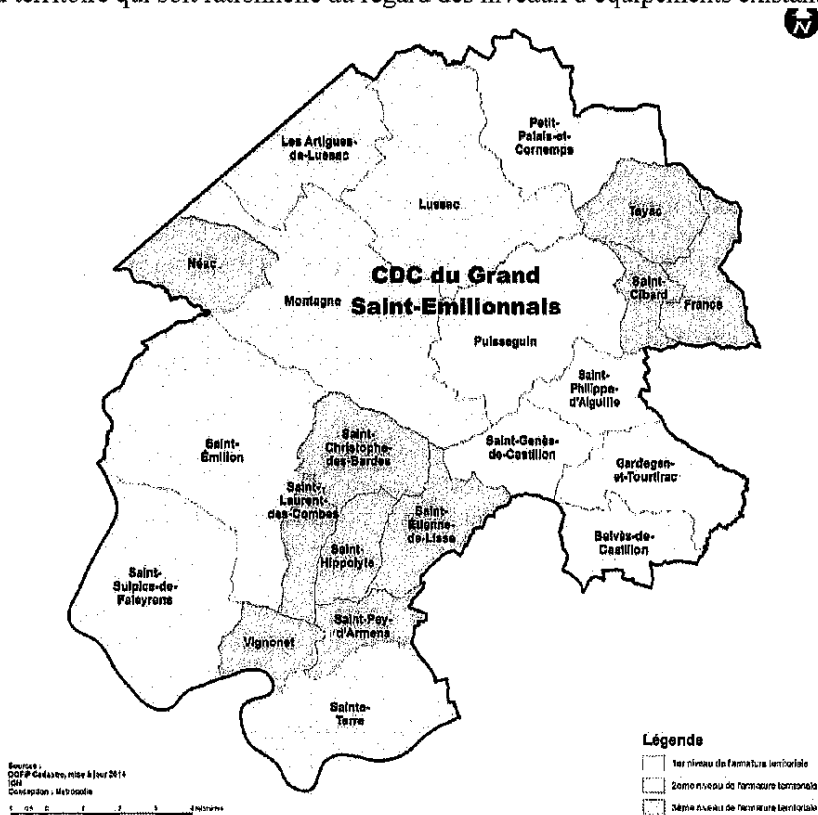 territoire qui soit rationnelle au regard des niveaux d'équipements existan
N
Les Artigues-
de-Lussac
Petit-
Palais-et-
Cornemps
Lussac
Tayac
Néac
CDC du Grand
Saint-Emilionnais
Montagne
Saint-
Cibard
Francs
Puisseguin
Saint-
Philippe-
d'Aiguille
Saint-
Émilion
Saint-
Christophe-
des-Bardes
Saint-Genès-
de-Castillon
Gardegan-
et-Tourtirac
Saint-
Laurent-
des-Combes
Saint-
Étienne-
de-Lisse
Saint-
Hippolyte
Belvès-de-
Castillon
Saint-
Sulpice-de-
Faleyrens
Saint-Pey-
d'Armens
Vignonet
Sainte-
Terre
Légende
1er niveau de l'armature territoriale
2ème niveau de l'armature territoriale
3ème niveau de l'armature territoriale
Sources :
DGFiP Cadastre, mise à jour 2014
IGN
Conception : Metropolis